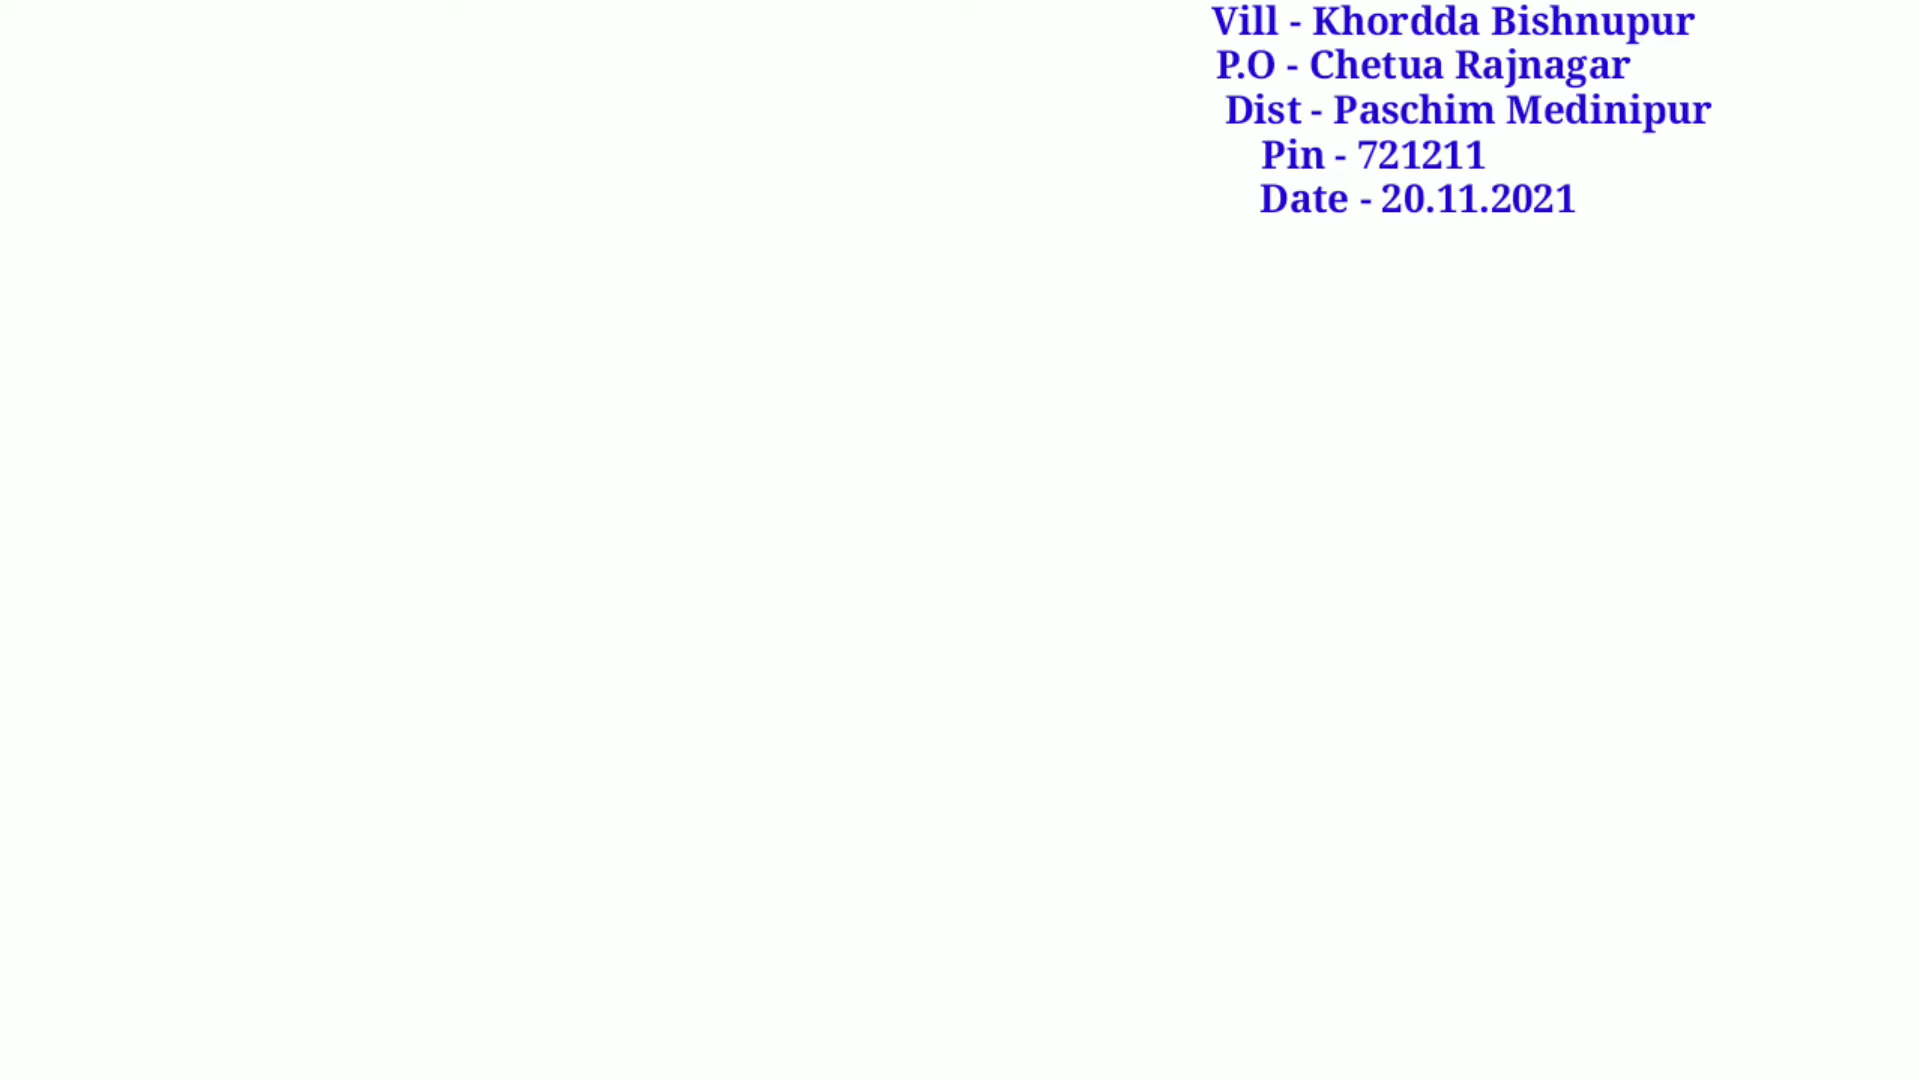 Vill - Khordda Bishnupur
P.O - Chetua Rajnagar
Dist - Paschim Medinipur
Pin - 721211
Date - 20.11.2021